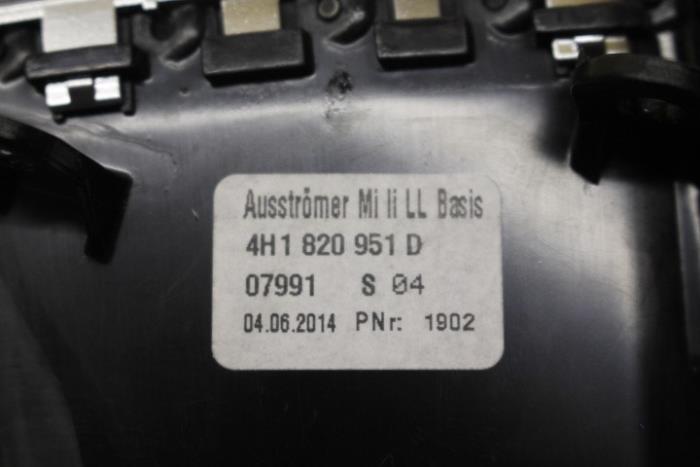 Ausströmer Mi li LL Basis
4H1 820 951 D
07991 S 04
04.06.2014 PNr: 1902